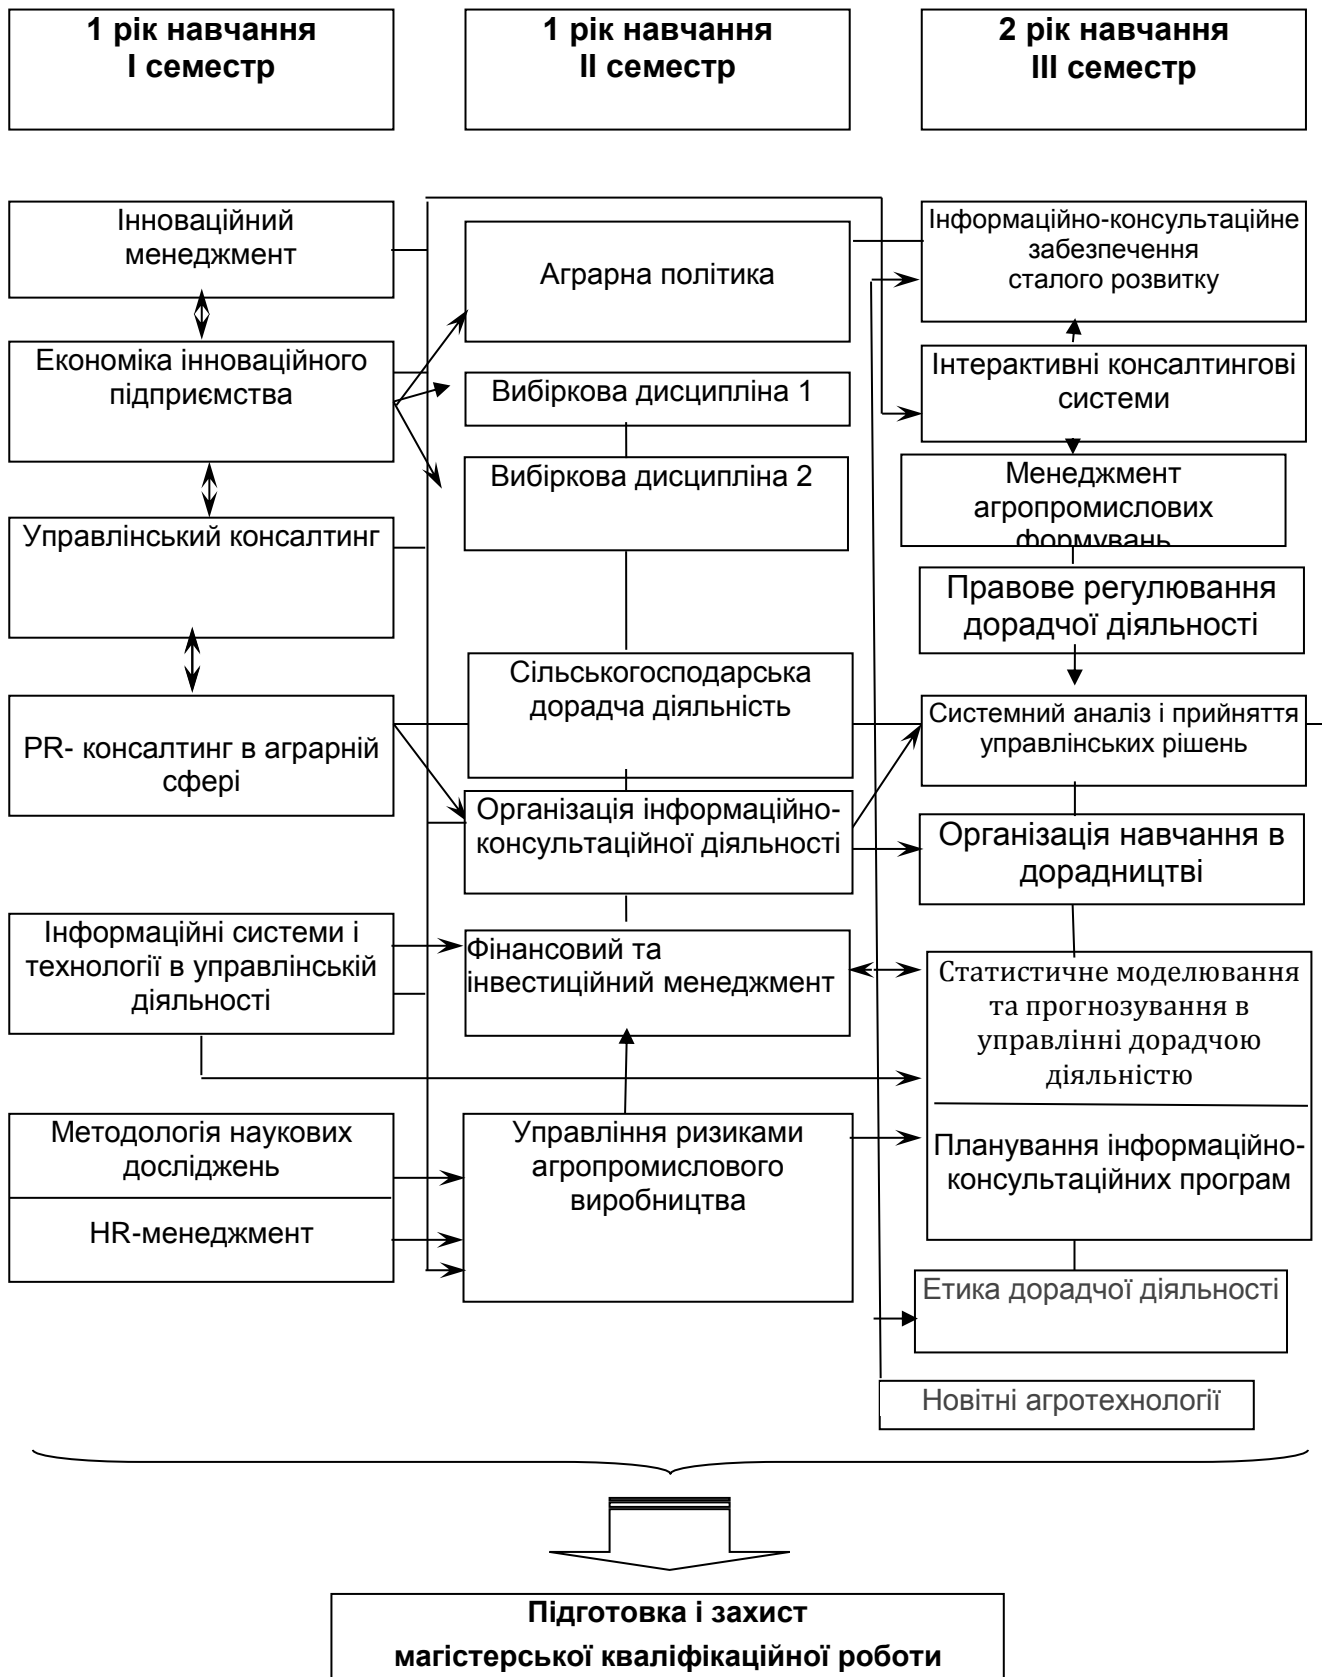 1 рік навчання
І семестр
1 рік навчання
ІІ семестр
2 рік навчання
ІІІ семестр
Інноваційний
менеджмент
Економіка інноваційного
підприємства
Управлінський консалтинг
PR- консалтинг в аграрній
сфері
Інформаційні системи і
технології в управлінській
діяльності
Методологія наукових
досліджень
HR-менеджмент
Аграрна політика
Вибіркова дисципліна 1
Вибіркова дисципліна 2
Сільськогосподарська
дорадча діяльність
Організація інформаційно-
консультаційної діяльності
Фінансовий та
інвестиційний менеджмент
Управління ризиками
агропромислового
виробництва
Інформаційно-консультаційне
забезпечення
сталого розвитку
Інтерактивні консалтингові
системи
Менеджмент
агропромислових
формувань
Правове регулювання
дорадчої діяльності
Системний аналіз і прийняття
управлінських рішень
Організація навчання в
дорадництві
Статистичне моделювання
та прогнозування в
управлінні дорадчою
діяльністю
Планування інформаційно-
консультаційних програм
Етика дорадчої діяльності
Новітні агротехнології
Підготовка і захист
магістерської кваліфікаційної роботи